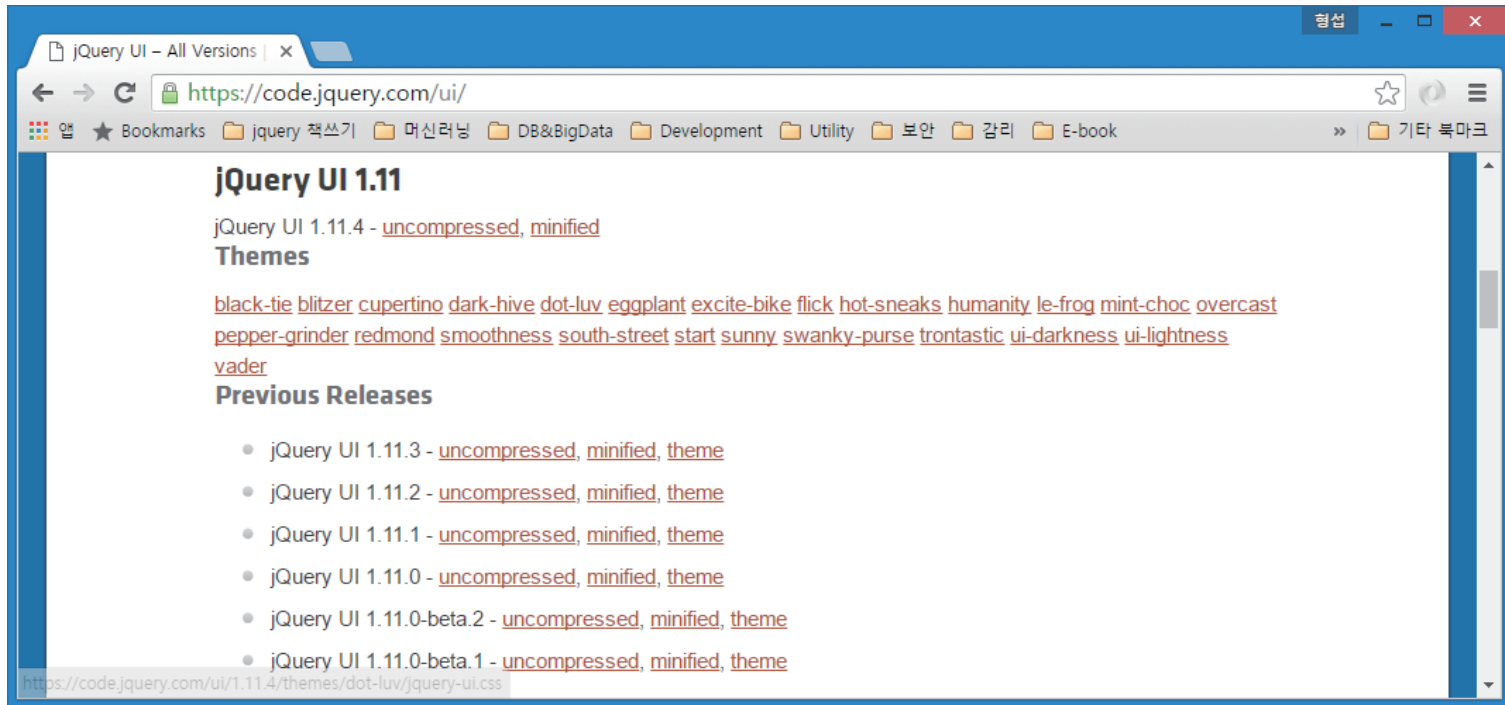 형섭
jQuery UI – All Versions |
https://code.jquery.com/ui/
앱 Bookmarks jquery 책쓰기 머신러닝 DB&BigData Development Utility 보안 감리 E-book » 기타 북마크
jQuery UI 1.11
jQuery UI 1.11.4 - uncompressed, minified
Themes
black-tie blitzer cupertino dark-hive dot-luv eggplant excite-bike flick hot-sneaks humanity le-frog mint-choc overcast
pepper-grinder redmond smoothness south-street start sunny swanky-purse trontastic ui-darkness ui-lightness
vader
Previous Releases
jQuery UI 1.11.3 - uncompressed, minified, theme
jQuery UI 1.11.2 - uncompressed, minified, theme
jQuery UI 1.11.1 - uncompressed, minified, theme
jQuery UI 1.11.0 - uncompressed, minified, theme
jQuery UI 1.11.0-beta.2 - uncompressed, minified, theme
jQuery UI 1.11.0-beta.1 - uncompressed, minified, theme
https://code.jquery.com/ui/1.11.4/themes/dot-luv/jquery-ui.css